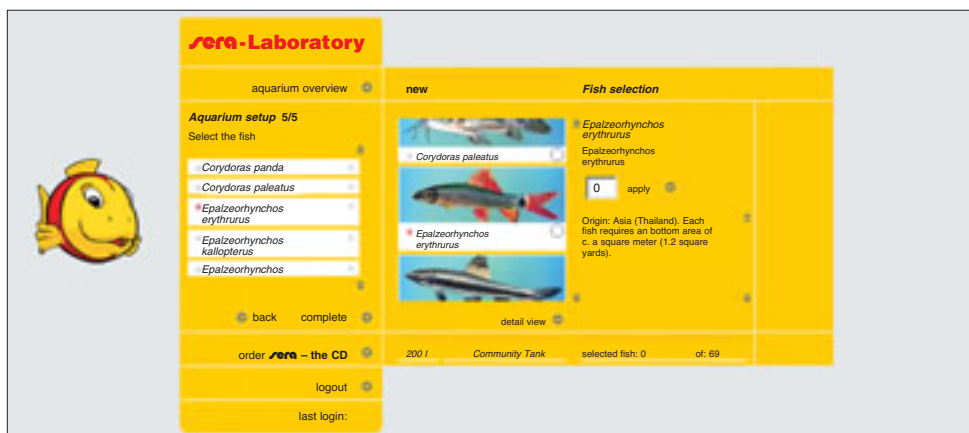 sera-Laboratory
aquarium overview
new
Fish selection
Aquarium setup 5/5
Select the fish
Corydoras panda
Corydoras paleatus
Epalzeorhynchos
erythrurus
Epalzeorhynchos
kallopterus
Epalzeorhynchos
back complete
Corydoras paleatus
Epalzeorhynchos
erythrurus
detail view
Epalzeorhynchos
erythrurus
Epalzeorhynchos
erythrurus
0 apply
Origin: Asia (Thailand). Each
fish requires an bottom area of
c. a square meter (1.2 square
yards).
order sera – the CD
200 l
Community Tank
selected fish: 0
of: 69
logout
last login: